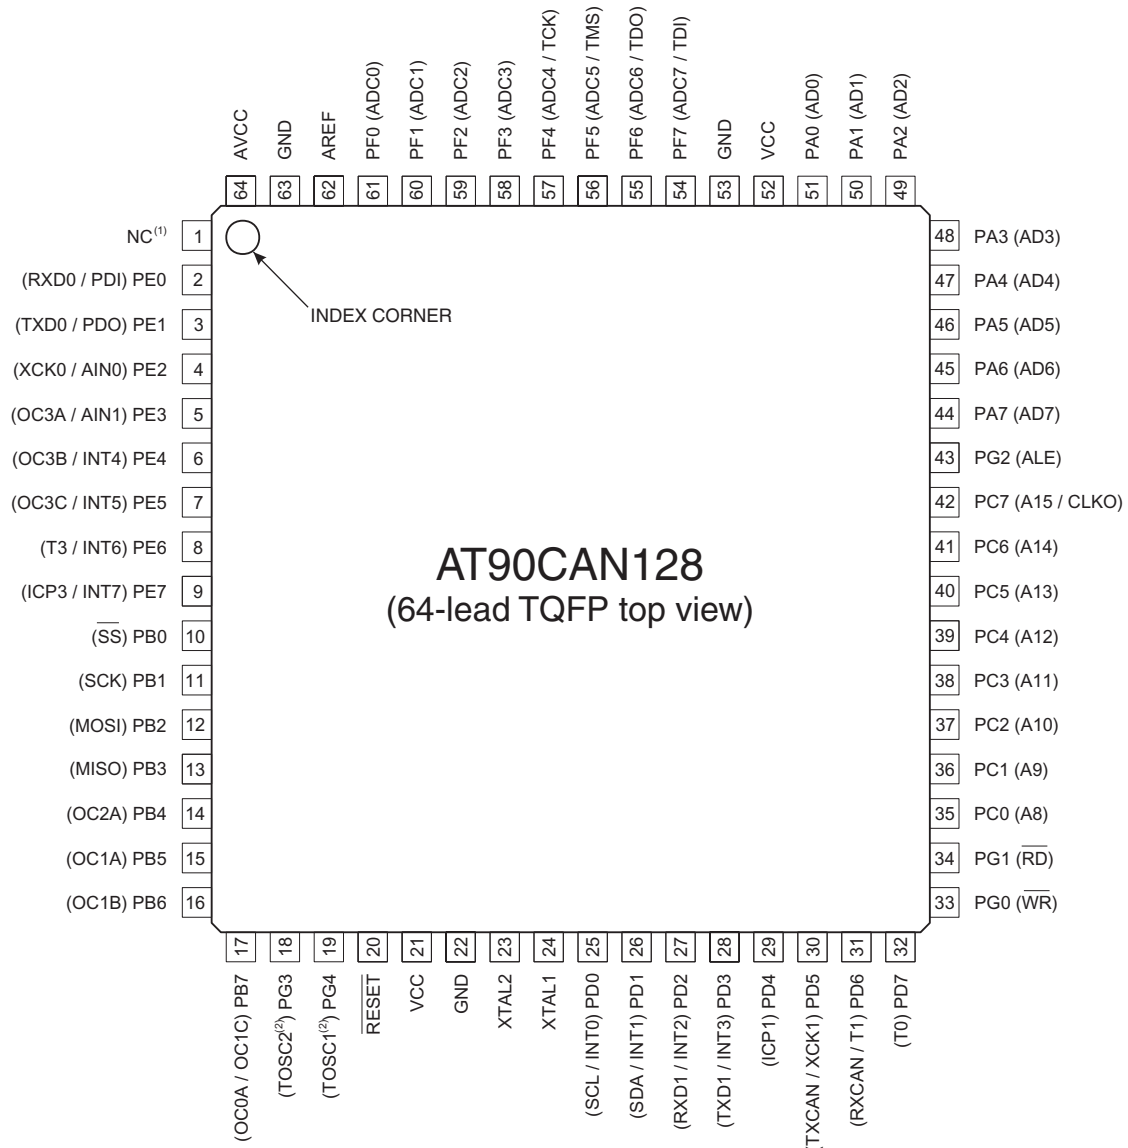 AVCC
GND
AREF
PF0 (ADC0)
PF1 (ADC1)
PF2 (ADC2)
PF3 (ADC3)
PF4 (ADC4 / TCK)
PF5 (ADC5 / TMS)
PF6 (ADC6 / TDO)
PF7 (ADC7 / TDI)
GND
VCC
PA0 (AD0)
PA1 (AD1)
PA2 (AD2)
64 63 62 61 60 59 58 57 56 55 54 53 52 51 50 49
NC(1) 1
(RXD0 / PDI) PE0 2
(TXD0 / PDO) PE1 3
(XCK0 / AIN0) PE2 4
(OC3A / AIN1) PE3 5
(OC3B / INT4) PE4 6
(OC3C / INT5) PE5 7
(T3 / INT6) PE6 8
(ICP3 / INT7) PE7 9
(SS) PB0 10
(SCK) PB1 11
(MOSI) PB2 12
(MISO) PB3 13
(OC2A) PB4 14
(OC1A) PB5 15
(OC1B) PB6 16
INDEX CORNER
AT90CAN128
(64-lead TQFP top view)
48 PA3 (AD3)
47 PA4 (AD4)
46 PA5 (AD5)
45 PA6 (AD6)
44 PA7 (AD7)
43 PG2 (ALE)
42 PC7 (A15 / CLKO)
41 PC6 (A14)
40 PC5 (A13)
39 PC4 (A12)
38 PC3 (A11)
37 PC2 (A10)
36 PC1 (A9)
35 PC0 (A8)
34 PG1 (RD)
33 PG0 (WR)
17 18 19 20 21 22 23 24 25 26 27 28 29 30 31 32
(OC0A / OC1C) PB7
(TOSC2(2)) PG3
(TOSC1(2)) PG4
RESET
VCC
GND
XTAL2
XTAL1
(SCL / INT0) PD0
(SDA / INT1) PD1
(RXD1 / INT2) PD2
(TXD1 / INT3) PD3
(ICP1) PD4
(TXCAN / XCK1) PD5
(RXCAN / T1) PD6
(T0) PD7